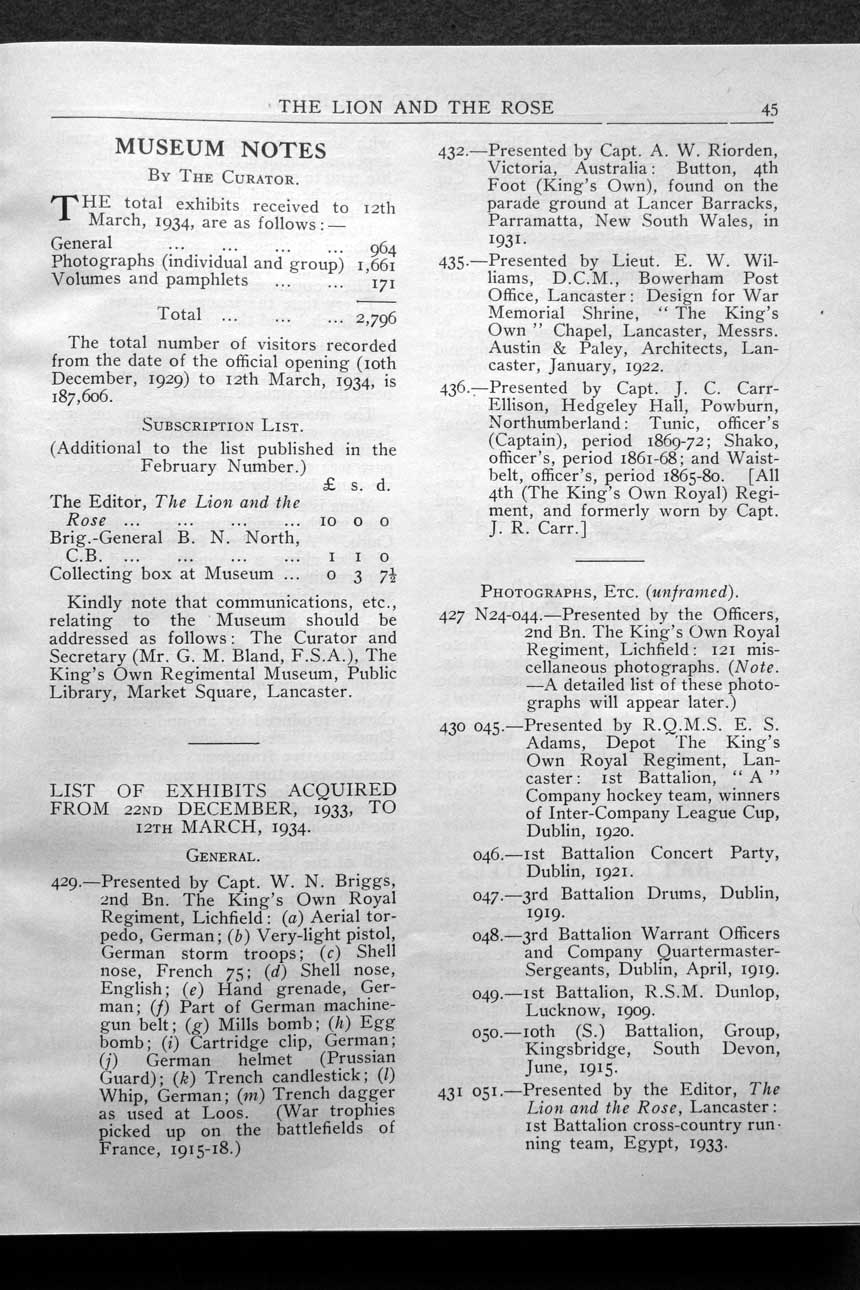 THE LION AND THE ROSE 45
MUSEUM NOTES
BY THE CURATOR.
THE total exhibits received to 12th
March, 1934, are as follows:—
General ... ... ... ... 964
Photographs (individual and group) 1,661
Volumes and pamphlets ... ... 171
Total ... ... ... 2,796
The total number of visitors recorded
from the date of the official opening (10th
December, 1929) to 12th March, 1934, is
187,606.
SUBSCRIPTION LIST.
(Additional to the list published in the
February Number.)
£ s. d.
The Editor, The Lion and the
Rose ... ... ... ... 10 0 0
Brig.-General B. N. North,
C.B. ... ... ... ... 1 1 0
Collecting box at Museum ... 0 3 7½
Kindly note that communications, etc.,
relating to the Museum should be
addressed as follows: The Curator and
Secretary (Mr. G. M. Bland, F.S.A.), The
King's Own Regimental Museum, Public
Library, Market Square, Lancaster.
LIST OF EXHIBITS ACQUIRED
FROM 22ND DECEMBER, 1933, TO
12TH MARCH, 1934.
GENERAL.
429.—Presented by Capt. W. N. Briggs,
2nd Bn. The King's Own Royal
Regiment, Lichfield: (a) Aerial tor-
pedo, German; (b) Very-light pistol,
German storm troops; (c) Shell
nose, French 75; (d) Shell nose,
English; (e) Hand grenade, Ger-
man; (f) Part of German machine-
gun belt; (g) Mills bomb; (h) Egg
bomb; (i) Cartridge clip, German;
(j) German helmet (Prussian
Guard); (k) Trench candlestick; (l)
Whip, German; (m) Trench dagger
as used at Loos. (War trophies
picked up on the battlefields of
France, 1915-18.)
432.—Presented by Capt. A. W. Riorden,
Victoria, Australia: Button, 4th
Foot (King's Own), found on the
parade ground at Lancer Barracks,
Parramatta, New South Wales, in
1931.
435.—Presented by Lieut. E. W. Wil-
liams, D.C.M., Bowerham Post
Office, Lancaster: Design for War
Memorial Shrine, "The King's
Own" Chapel, Lancaster, Messrs.
Austin & Paley, Architects, Lan-
caster, January, 1922.
436.—Presented by Capt. J. C. Carr-
Ellison, Hedgeley Hall, Powburn,
Northumberland: Tunic, officer's
(Captain), period 1869-72; Shako,
officer's, period 1861-68; and Waist-
belt, officer's, period 1865-80. [All
4th (The King's Own Royal) Regi-
ment, and formerly worn by Capt.
J. R. Carr.]
PHOTOGRAPHS, ETC. (unframed).
427 N24-044.—Presented by the Officers,
2nd Bn. The King's Own Royal
Regiment, Lichfield: 121 mis-
cellaneous photographs. (Note.
—A detailed list of these photo-
graphs will appear later.)
430 045.—Presented by R.Q.M.S. E. S.
Adams, Depot The King's
Own Royal Regiment, Lan-
caster: 1st Battalion, "A"
Company hockey team, winners
of Inter-Company League Cup,
Dublin, 1920.
046.—1st Battalion Concert Party,
Dublin, 1921.
047.—3rd Battalion Drums, Dublin,
1919.
048.—3rd Battalion Warrant Officers
and Company Quartermaster-
Sergeants, Dublin, April, 1919.
049.—1st Battalion, R.S.M. Dunlop,
Lucknow, 1909.
050.—10th (S.) Battalion, Group,
Kingsbridge, South Devon,
June, 1915.
431 051.—Presented by the Editor, The
Lion and the Rose, Lancaster:
1st Battalion cross-country run-
ning team, Egypt, 1933.